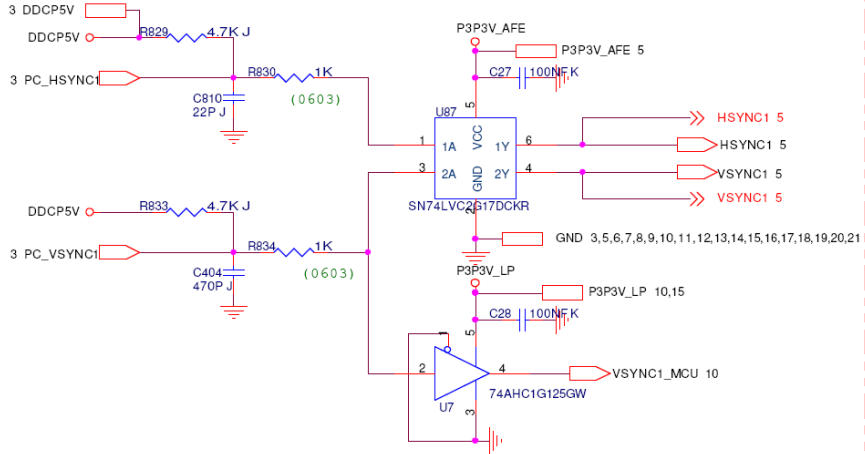 3 DDCP5V
DDCP5V
R829 4.7K J
3 PC_HSYNC1
R830 1K
(0603)
C810
22P J
P3P3V_AFE
P3P3V_AFE 5
C27 100NF K
5
U87
1 1A VCC 1Y 6
3 2A GND 2Y 4
2
SN74LVC2G17DCKR
HSYNC1 5
HSYNC1 5
VSYNC1 5
VSYNC1 5
GND 3,5,6,7,8,9,10,11,12,13,14,15,16,17,18,19,20,21
DDCP5V
R833 4.7K J
3 PC_VSYNC1
R834 1K
(0603)
C404
470P J
P3P3V_LP
P3P3V_LP 10,15
C28 100NF K
1
5
2
4
3
U7
74AHC1G125GW
VSYNC1_MCU 10